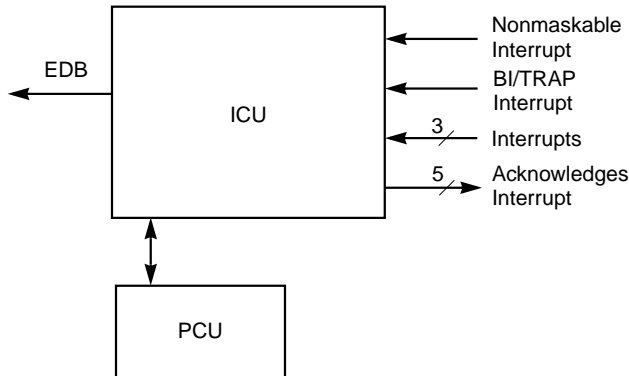 Nonmaskable
Interrupt
EDB
BI/TRAP
Interrupt
ICU
3
Interrupts
5
Acknowledges
Interrupt
PCU